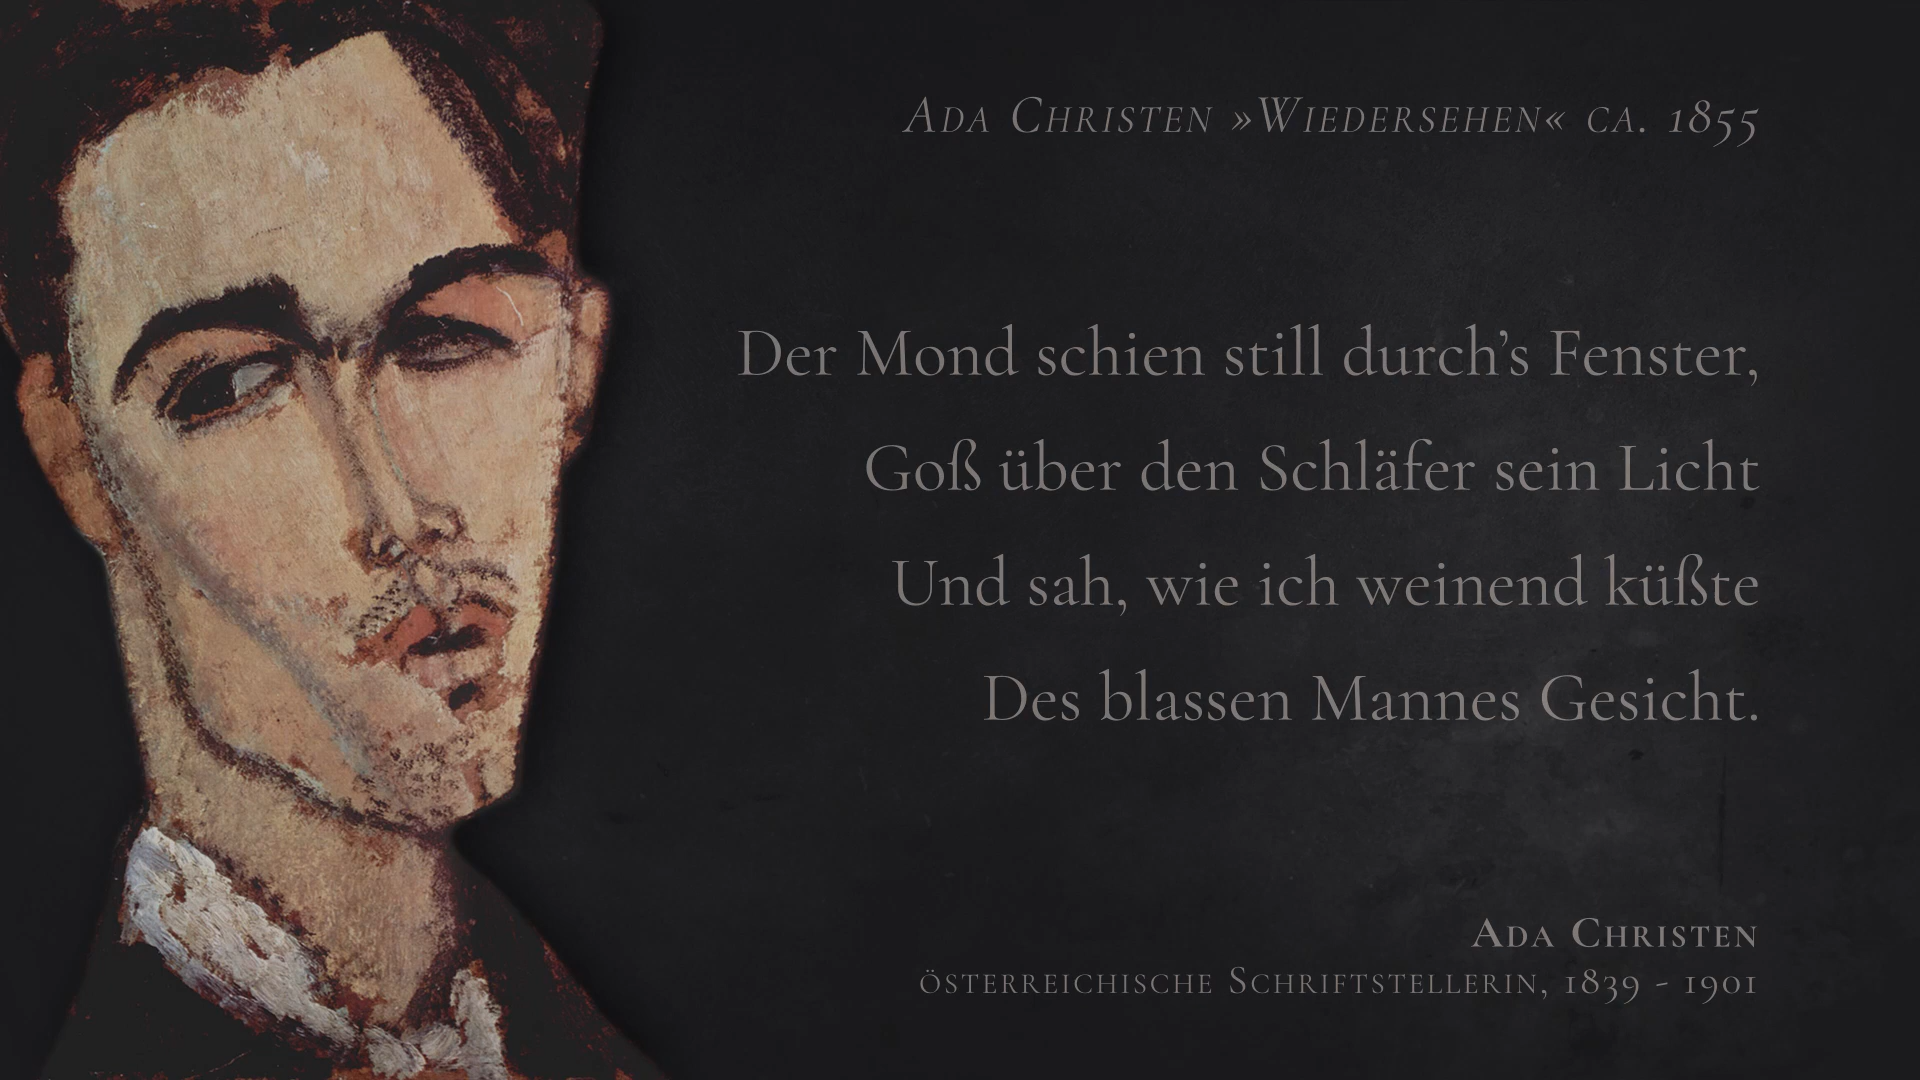 Ada Christen »Wiedersehen« ca. 1855
Der Mond schien still durch’s Fenster,
Goß über den Schläfer sein Licht
Und sah, wie ich weinend küßte
Des blassen Mannes Gesicht.
Ada Christen
österreichische Schriftstellerin, 1839 - 1901